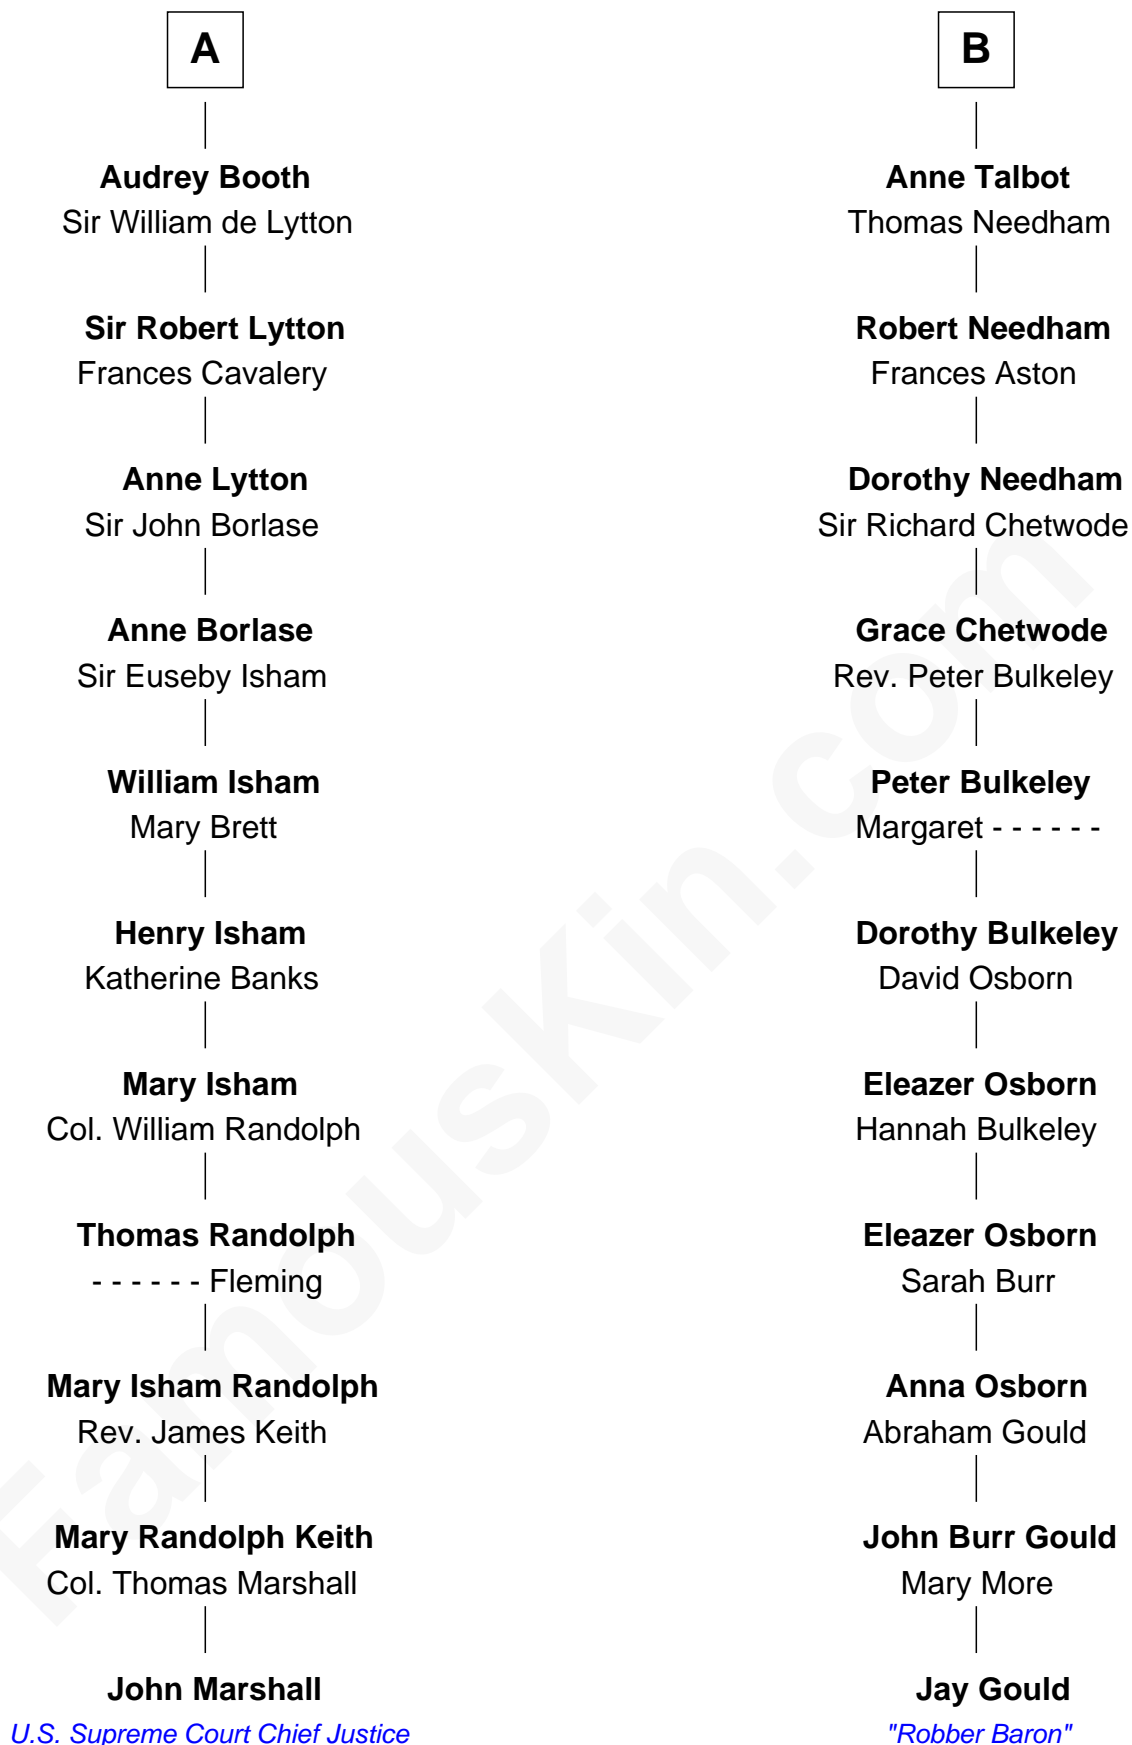 A
B
Audrey Booth
Anne Talbot
Sir William de Lytton
Thomas Needham
Sir Robert Lytton
Robert Needham
Frances Cavalery
Frances Aston
Anne Lytton
Dorothy Needham
Sir John Borlase
Sir Richard Chetwode
Anne Borlase
Grace Chetwode
Sir Euseby Isham
Rev. Peter Bulkeley
William Isham
Peter Bulkeley
Mary Brett
Margaret - - - - - -
Henry Isham
Dorothy Bulkeley
Katherine Banks
David Osborn
Mary Isham
Eleazer Osborn
Col. William Randolph
Hannah Bulkeley
Thomas Randolph
Eleazer Osborn
- - - - - - Fleming
Sarah Burr
Mary Isham Randolph
Anna Osborn
Rev. James Keith
Abraham Gould
Mary Randolph Keith
John Burr Gould
Col. Thomas Marshall
Mary More
John Marshall
Jay Gould
U.S. Supreme Court Chief Justice
"Robber Baron"
FamousKin.com